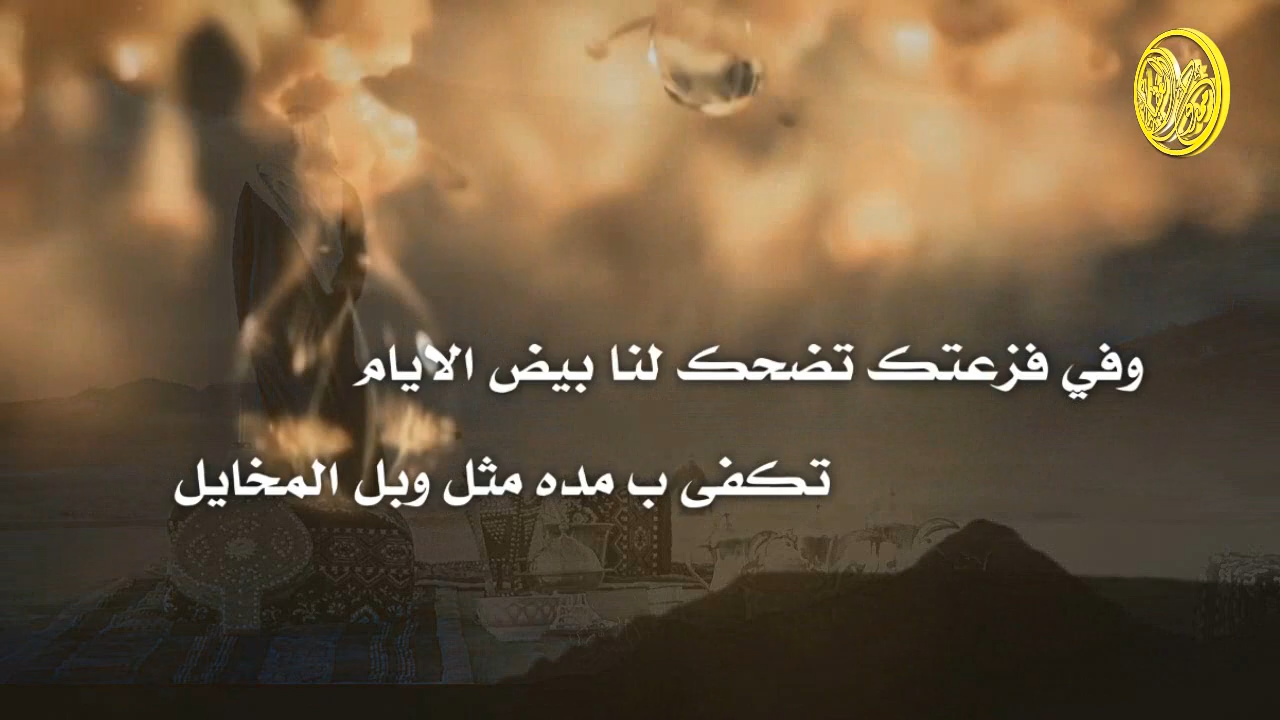 وفي فزعتك تضحك لنا بيض الايام
تكفى ب مده مثل وبل المخايل